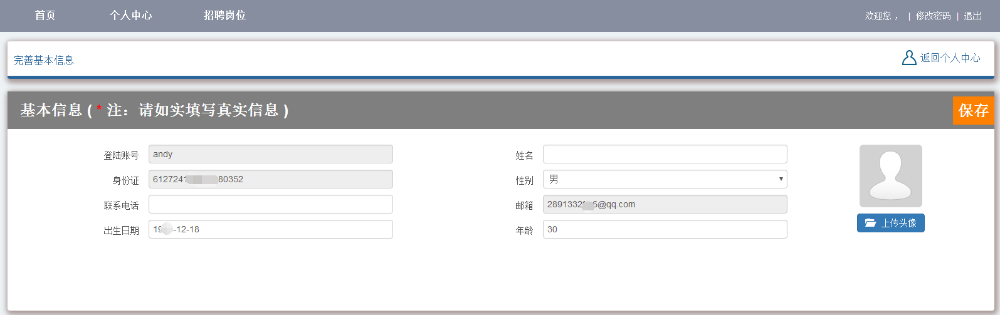 首页 个人中心 招聘岗位 欢迎您， | 修改密码 | 退出
完善基本信息 返回个人中心
基本信息 ( * 注：请如实填写真实信息 ) 保存
登陆账号 andy 姓名
身份证 6127241 80352 性别 男
联系电话 邮箱 2891332 6@qq.com
出生日期 19 -12-18 年龄 30
上传头像